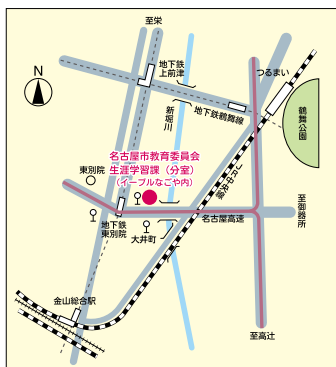 至栄
N
地下鉄
上前津
つるまい
鶴舞公園
新堀川
地下鉄鶴舞線
名古屋市教育委員会
生涯学習課(分室)
(イーブルなごや内)
東別院
JR中央線
至御器所
地下鉄
東別院
大井町
名古屋高速
金山総合駅
至高辻